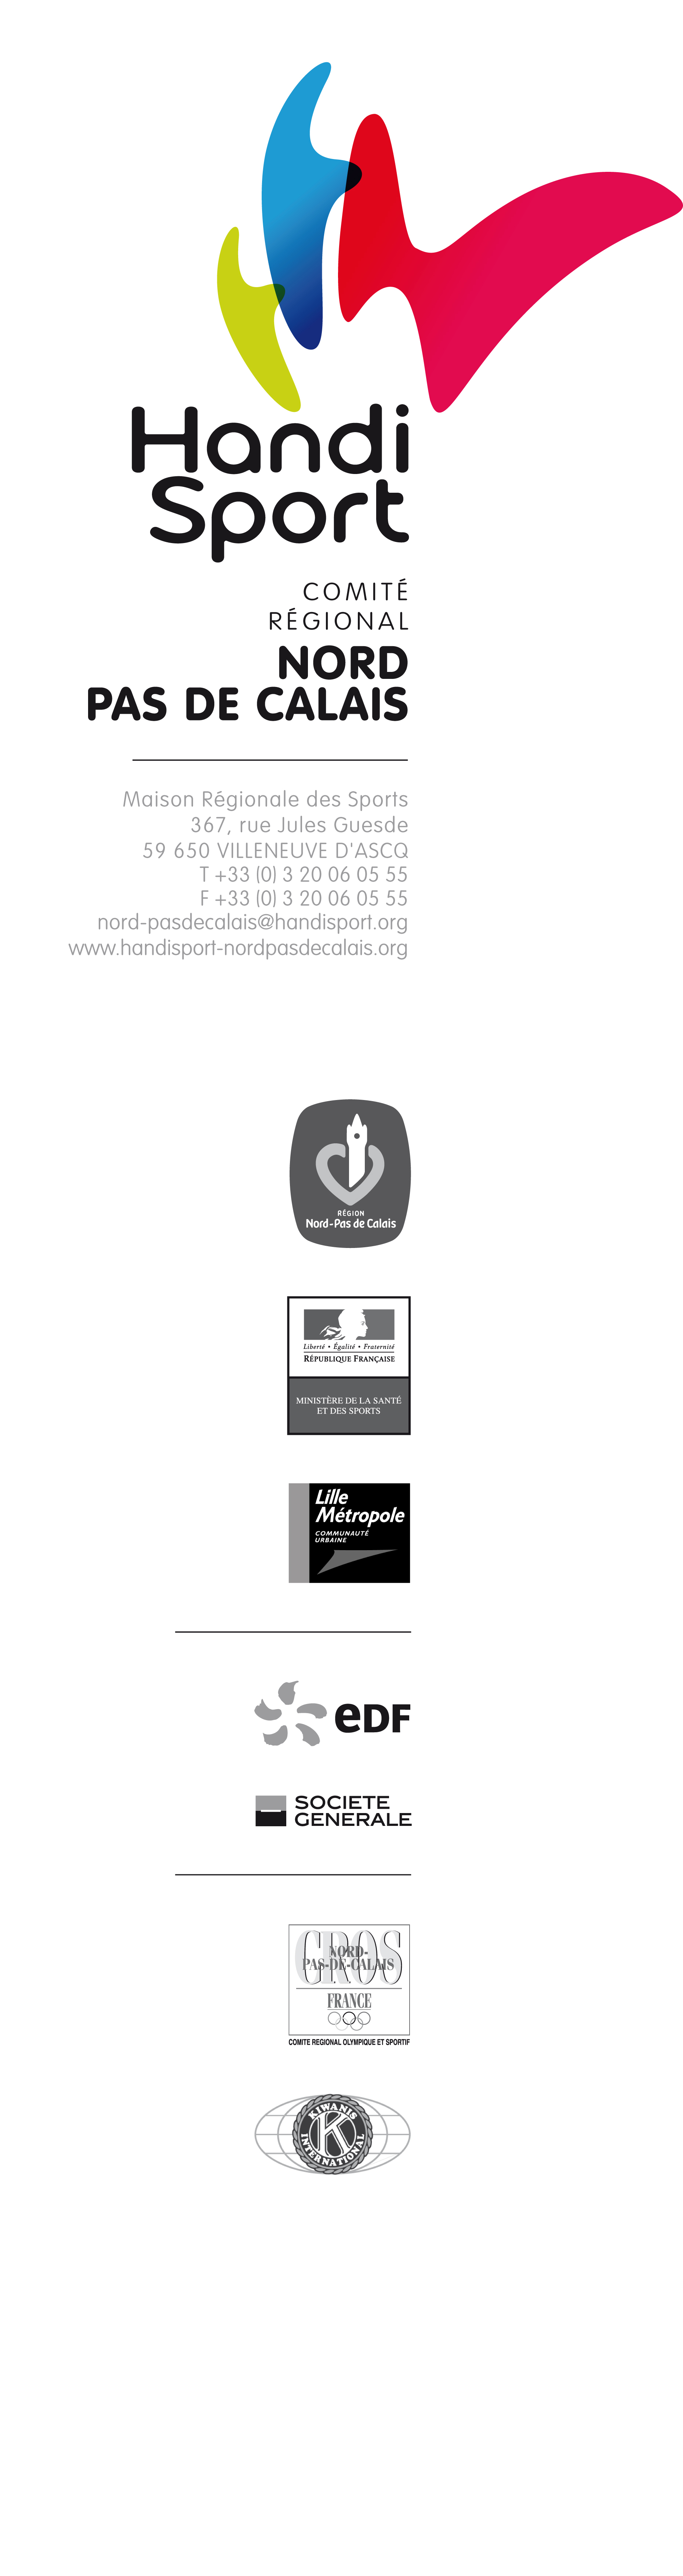 Handi
Sport
COMITÉ
RÉGIONAL
NORD
PAS DE CALAIS
Maison Régionale des Sports
367, rue Jules Guesde
59 650 VILLENEUVE D'ASCQ
T +33 (0) 3 20 06 05 55
F +33 (0) 3 20 06 05 55
nord-pasdecalais@handisport.org
www.handisport-nordpasdecalais.org
RÉGION
Nord-Pas de Calais
Liberté • Égalité • Fraternité
RÉPUBLIQUE FRANÇAISE
MINISTÈRE DE LA SANTÉ
ET DES SPORTS
Lille
Métropole
COMMUNAUTÉ
URBAINE
eDF
SOCIETE
GENERALE
CROS
NORD-
PAS-DE-CALAIS
FRANCE
COMITE REGIONAL OLYMPIQUE ET SPORTIF
KIWANIS
K
INTERNATIONAL